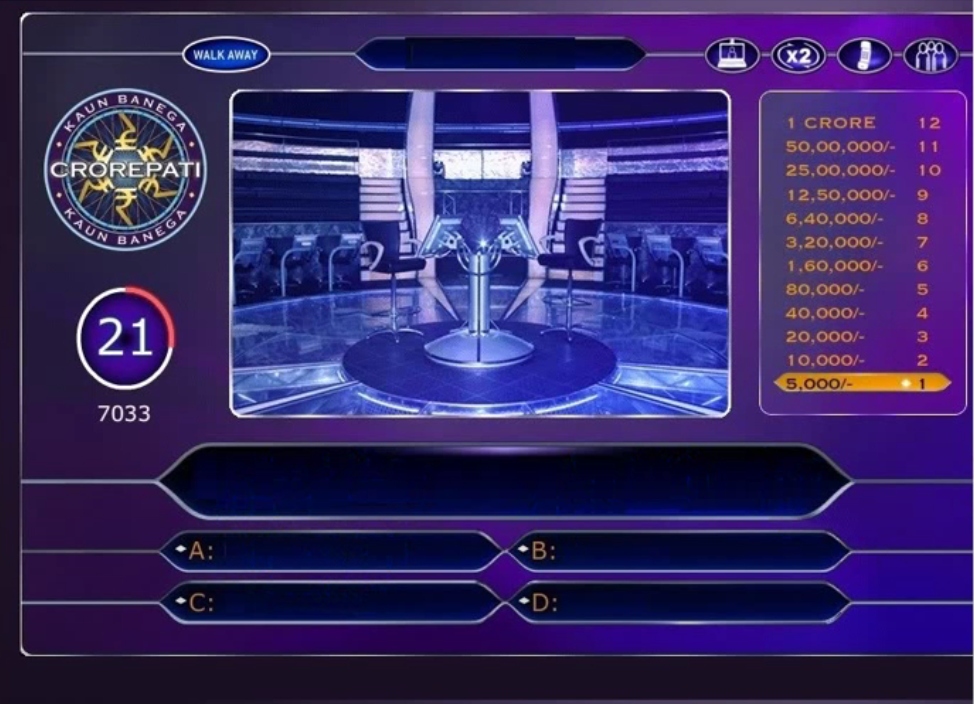 WALK AWAY
X2
KAUN BANEGA
CROREPATI
KAUN BANEGA
21
7033
1 CRORE 12
50,00,000/- 11
25,00,000/- 10
12,50,000/- 9
6,40,000/- 8
3,20,000/- 7
1,60,000/- 6
80,000/- 5
40,000/- 4
20,000/- 3
10,000/- 2
5,000/- 1
A:
B:
C:
D: